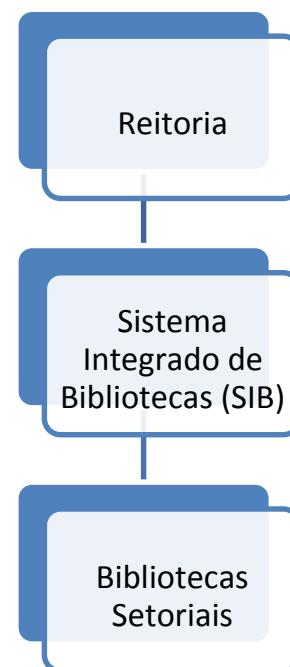 Reitoria
Sistema
Integrado de
Bibliotecas (SIB)
Bibliotecas
Setoriais